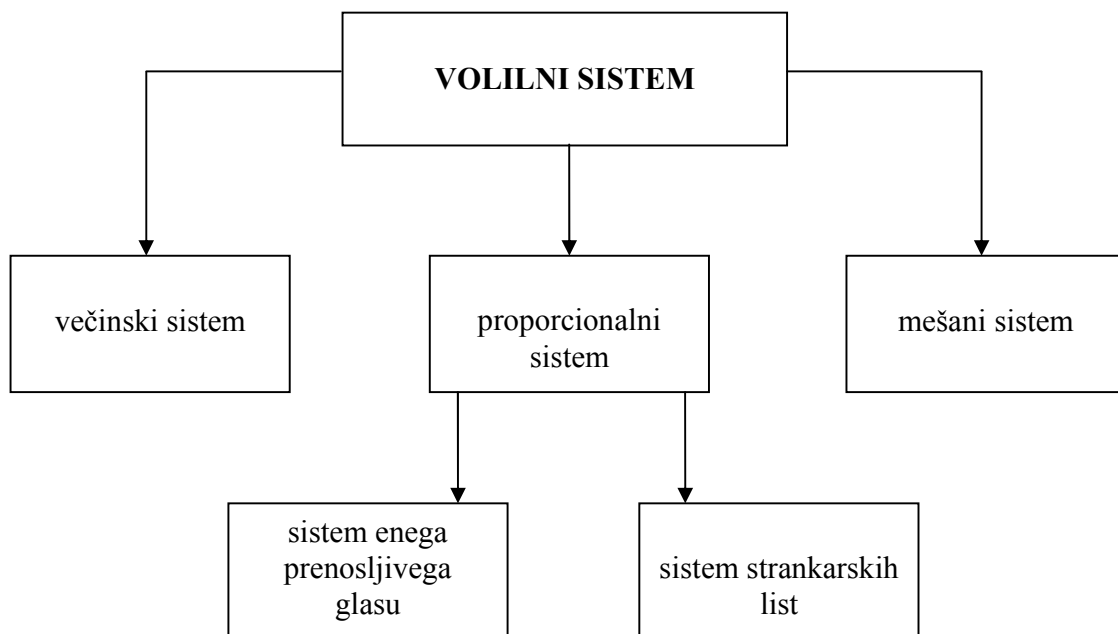 VOLILNI SISTEM
večinski sistem
proporcionalni
sistem
mešani sistem
sistem enega
prenosljivega
glasu
sistem strankarskih
list